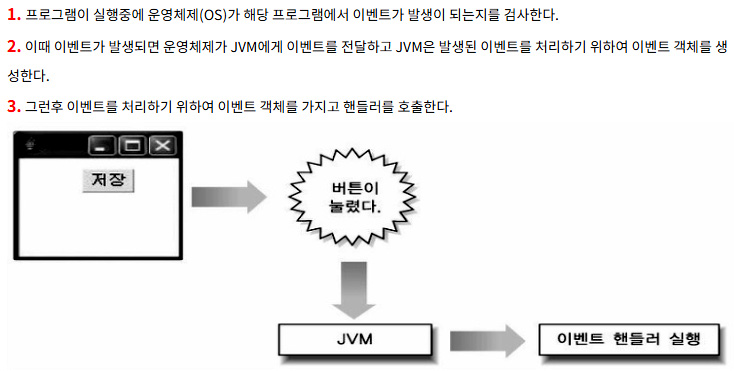 1. 프로그램이 실행중에 운영체제(OS)가 해당 프로그램에서 이벤트가 발생이 되는지를 검사한다.
2. 이때 이벤트가 발생되면 운영체제가 JVM에게 이벤트를 전달하고 JVM은 발생된 이벤트를 처리하기 위하여 이벤트 객체를 생
성한다.
3. 그런후 이벤트를 처리하기 위하여 이벤트 객체를 가지고 핸들러를 호출한다.
저장
버튼이
눌렸다.
JVM
이벤트 핸들러 실행